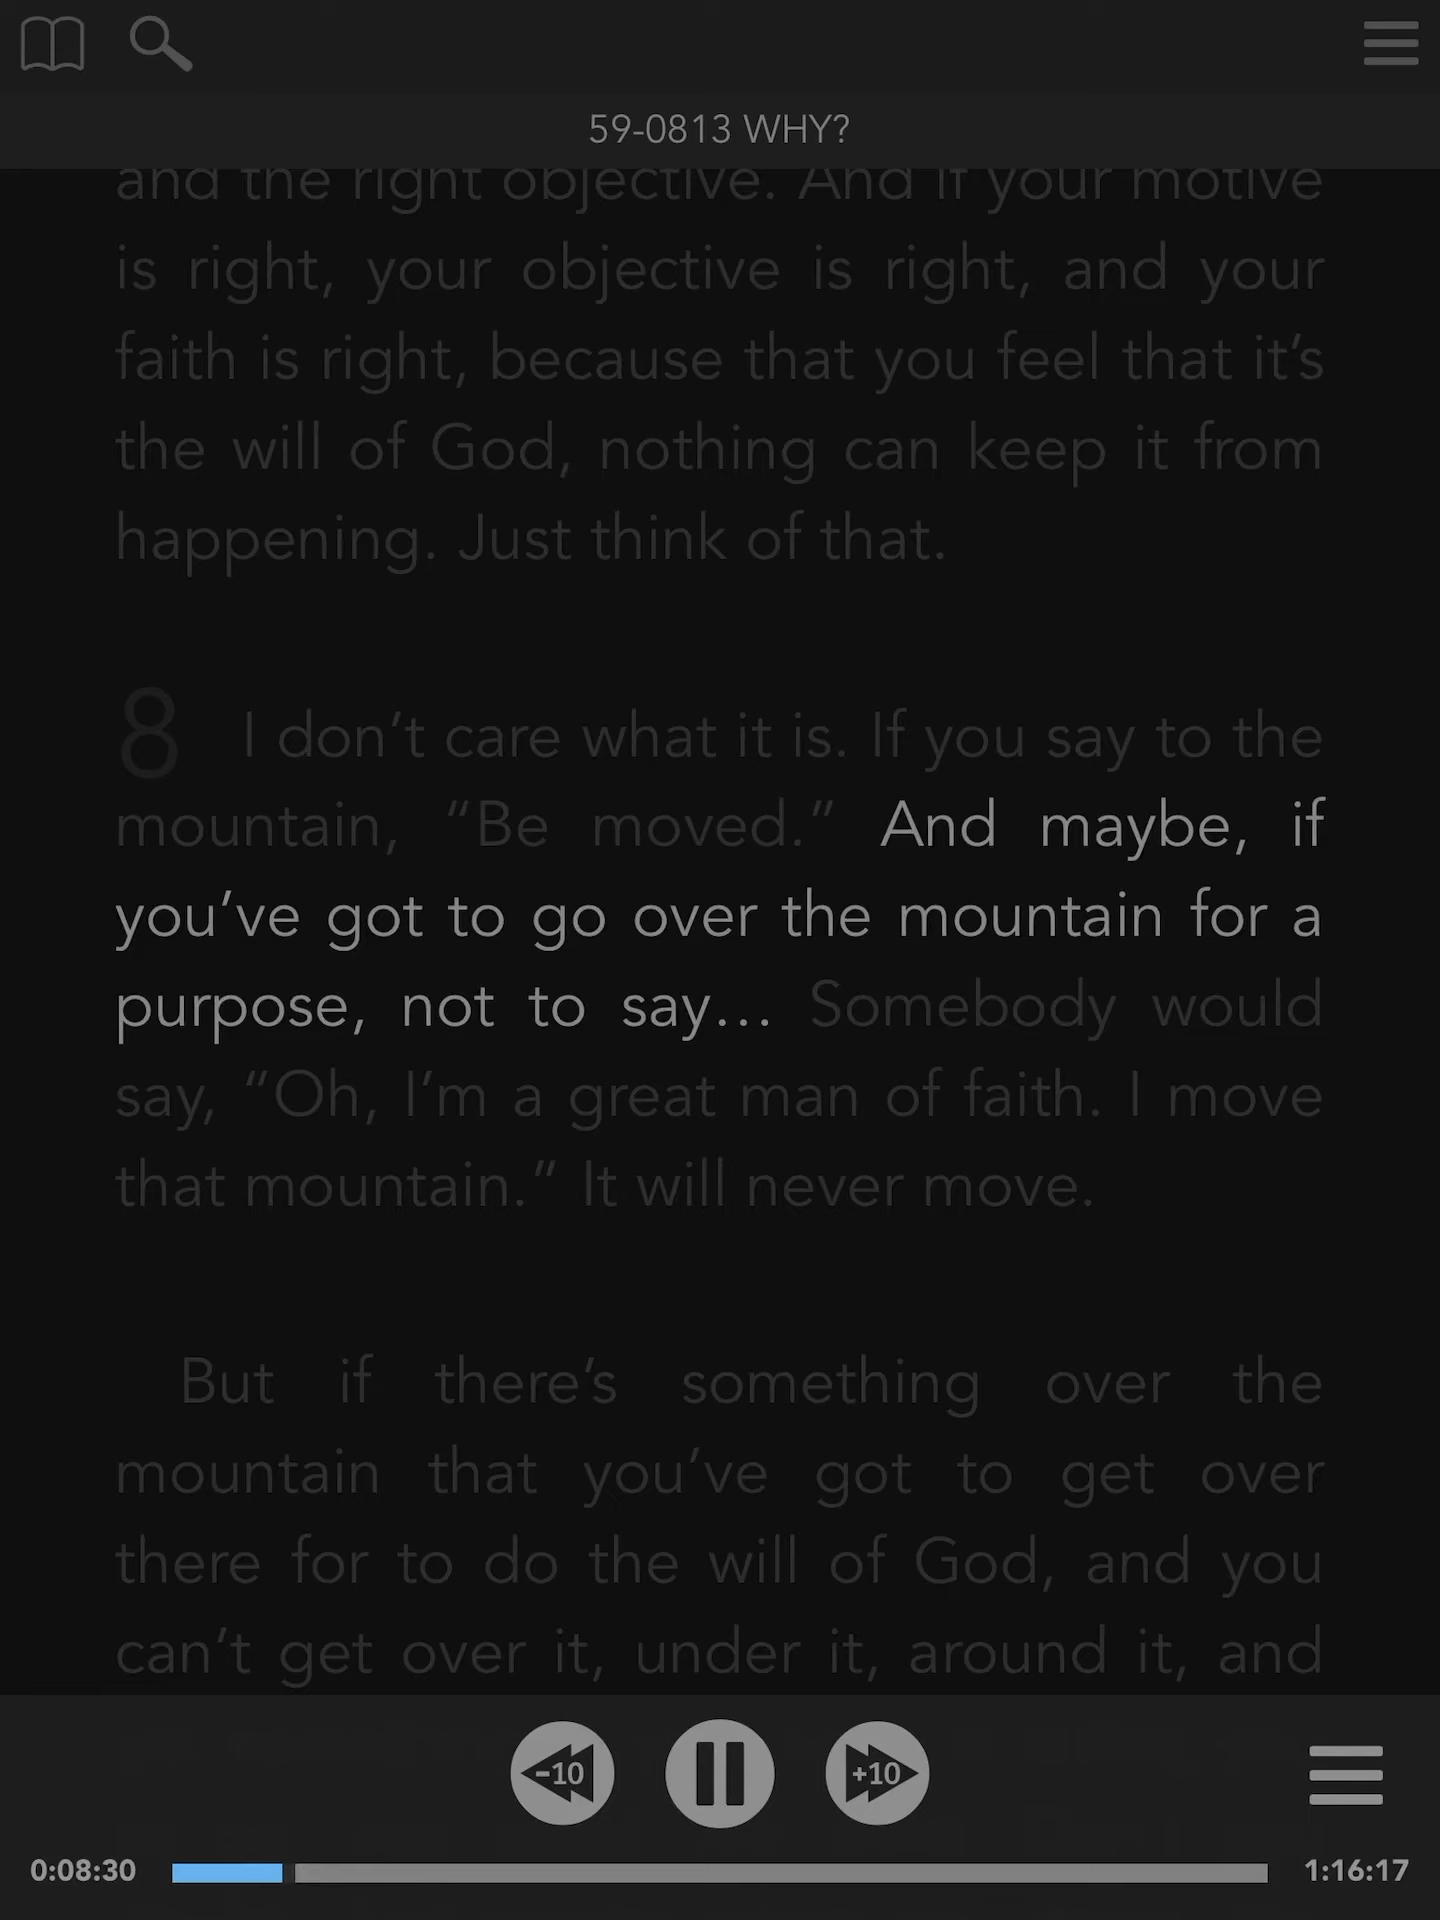 59-0813 WHY?
and the right objective. And if your motive
is right, your objective is right, and your
faith is right, because that you feel that it’s
the will of God, nothing can keep it from
happening. Just think of that.
8 I don’t care what it is. If you say to the
mountain, “Be moved.” And maybe, if
you’ve got to go over the mountain for a
purpose, not to say…  Somebody would
say, “Oh, I’m a great man of faith. I move
that mountain.” It will never move.
But if there’s something over the
mountain that you’ve got to get over
there for to do the will of God, and you
can’t get over it, under it, around it, and
-10 +10
0:08:30 1:16:17